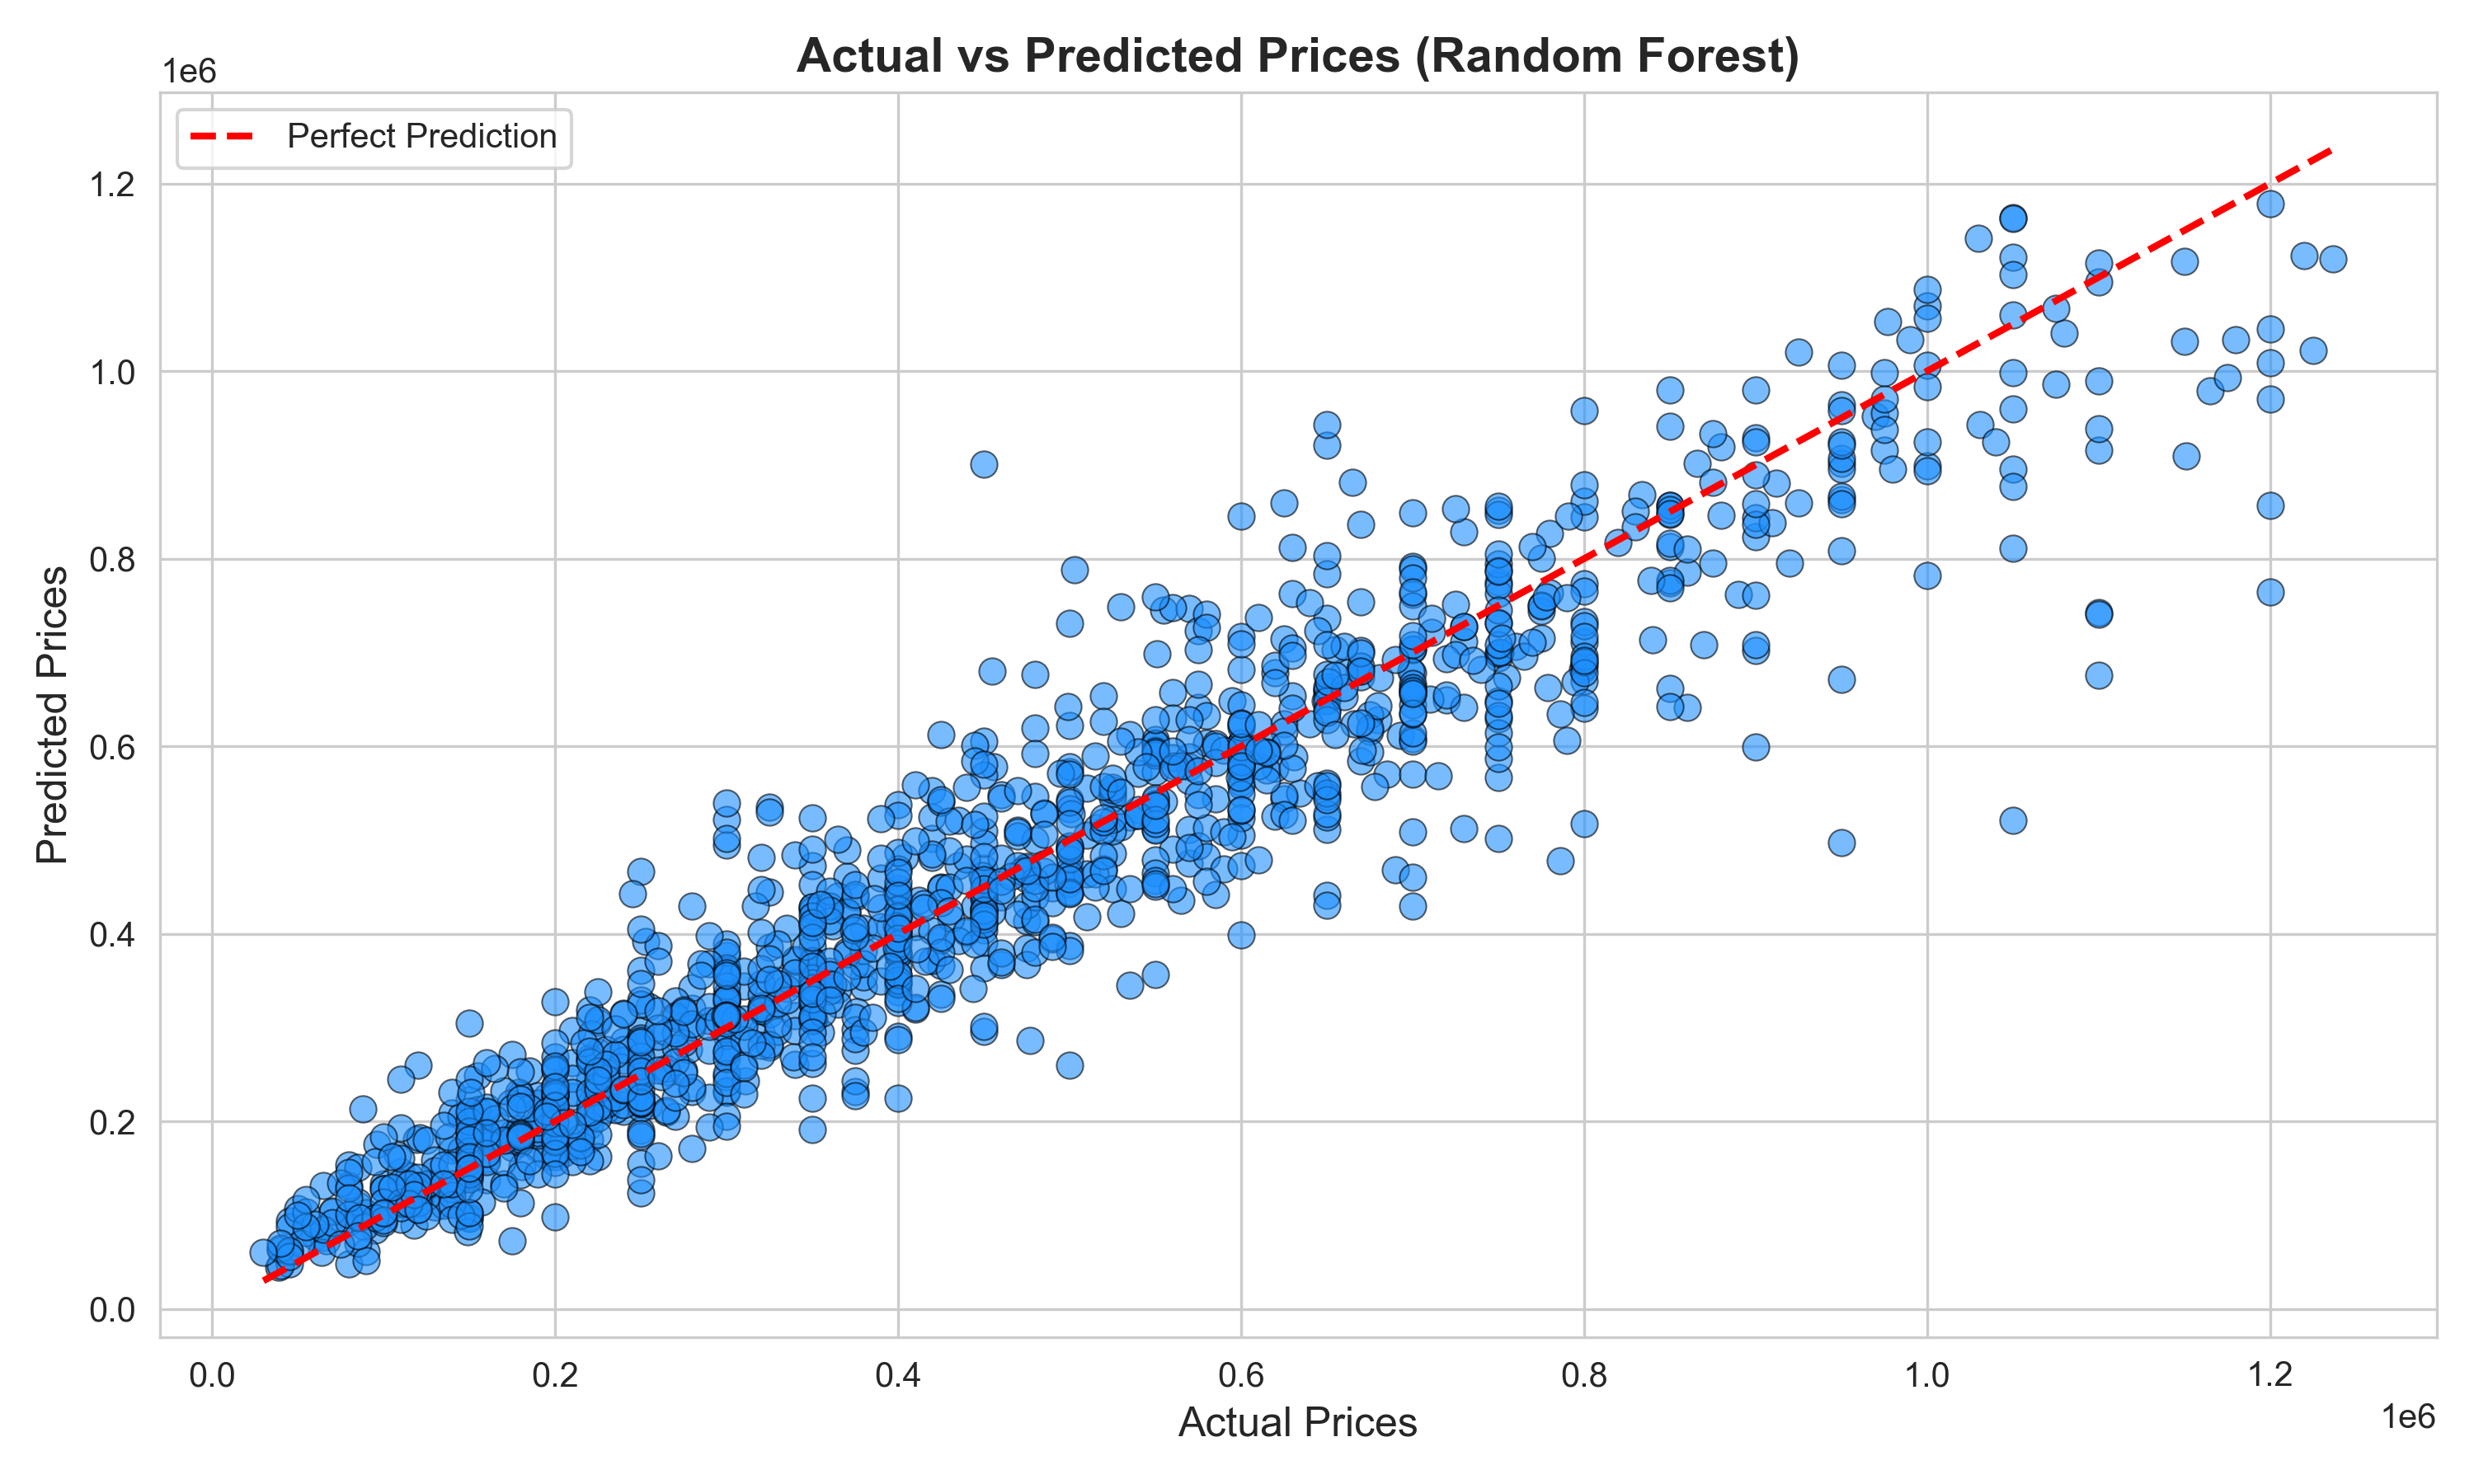 Actual vs Predicted Prices (Random Forest)
1e6
Perfect Prediction
1.2
1.0
0.8
0.6
0.4
0.2
0.0
Predicted Prices
0.0 0.2 0.4 0.6 0.8 1.0 1.2
1e6
Actual Prices